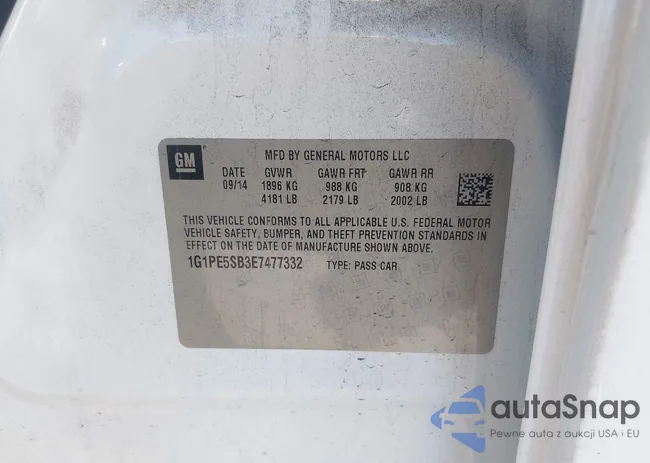 GM
MFD BY GENERAL MOTORS LLC
DATE GVWR GAWR FRT GAWR RR
09/14 1896 KG 988 KG 908 KG
4181 LB 2179 LB 2002 LB
THIS VEHICLE CONFORMS TO ALL APPLICABLE U.S. FEDERAL MOTOR
VEHICLE SAFETY, BUMPER, AND THEFT PREVENTION STANDARDS IN
EFFECT ON THE DATE OF MANUFACTURE SHOWN ABOVE.
1G1PE5SB3E7477332 TYPE: PASS CAR
autaSnap
Pewne auta z aukcji USA i EU